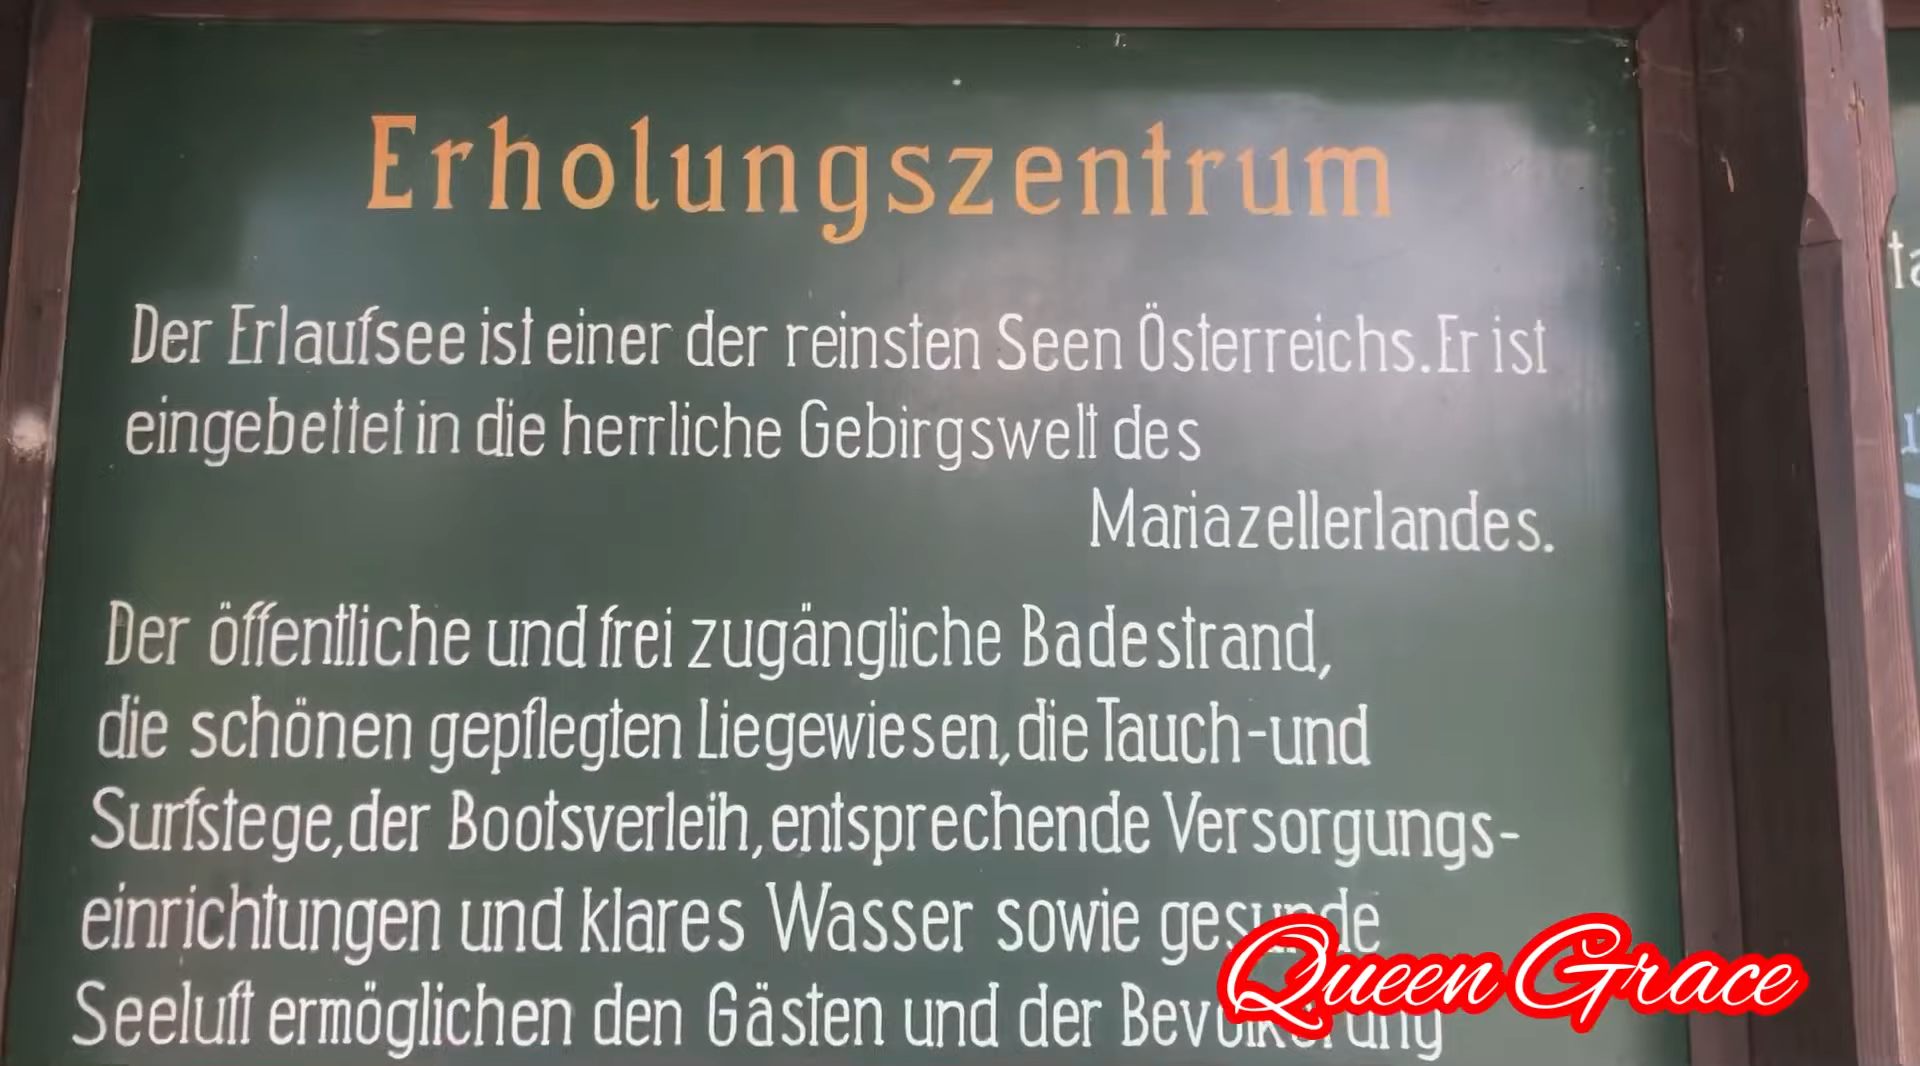 Erholungszentrum
Der Erlaufsee ist einer der reinsten Seen Österreichs. Er ist
eingebettet in die herrliche Gebirgswelt des
Mariazellerlandes.
Der öffentliche und frei zugängliche Badestrand,
die schönen gepflegten Liegewiesen, die Tauch- und
Surfstege, der Bootsverleih, entsprechende Versorgungs-
einrichtungen und klares Wasser sowie gesunde
Seeluft ermöglichen den Gästen und der Bevölkerung
Queen Grace